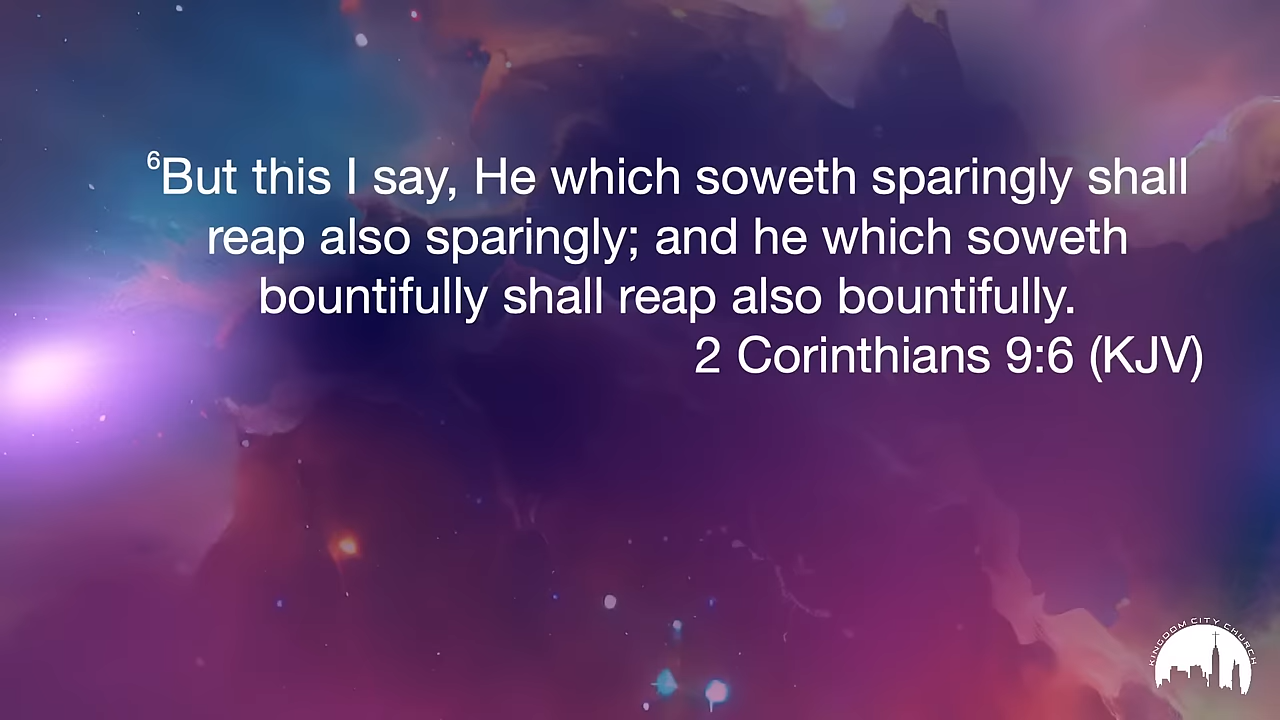 ⁶But this I say, He which soweth sparingly shall
reap also sparingly; and he which soweth
bountifully shall reap also bountifully.
2 Corinthians 9:6 (KJV)
KINGDOM CITY CHURCH